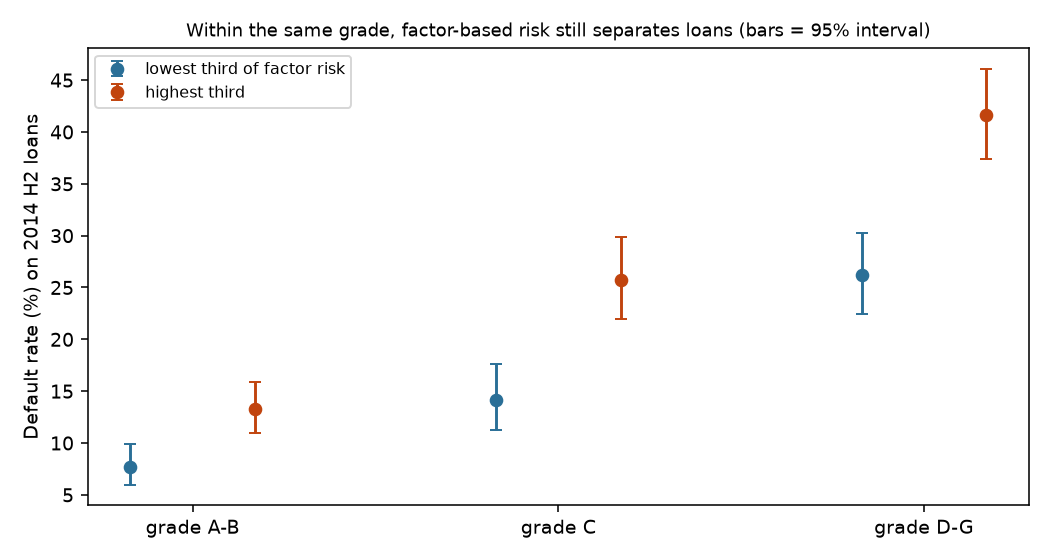 Within the same grade, factor-based risk still separates loans (bars = 95% interval)
lowest third of factor risk
highest third
Default rate (%) on 2014 H2 loans
45
40
35
30
25
20
15
10
5
grade A-B
grade C
grade D-G